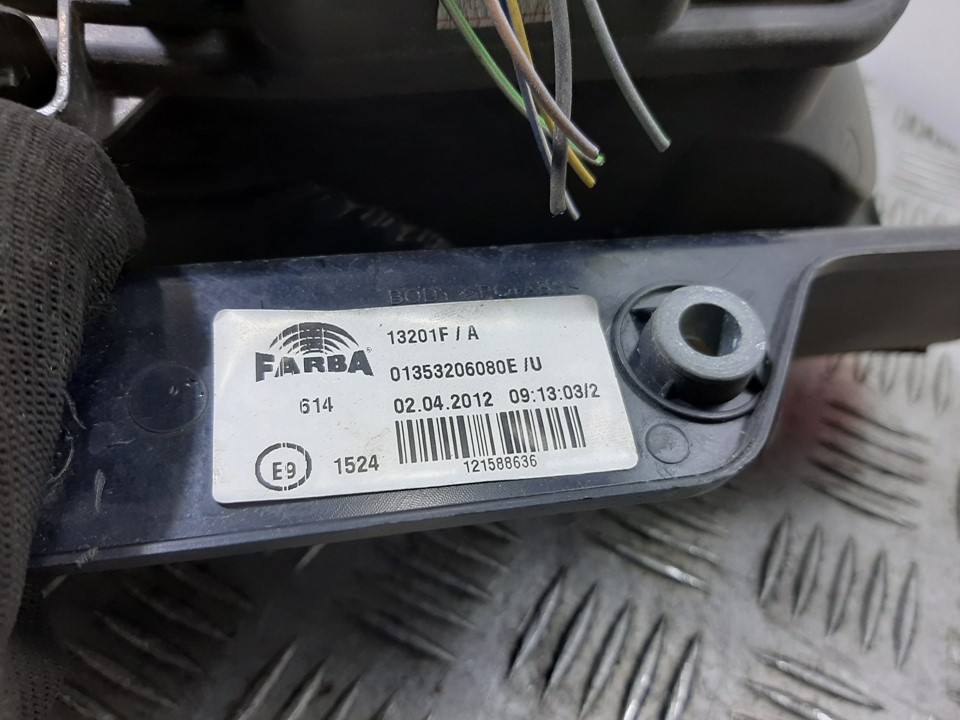 13201F / A
FARBA®
01353206080E /U
614
02.04.2012 09:13:03/2
E9 1524
121588636